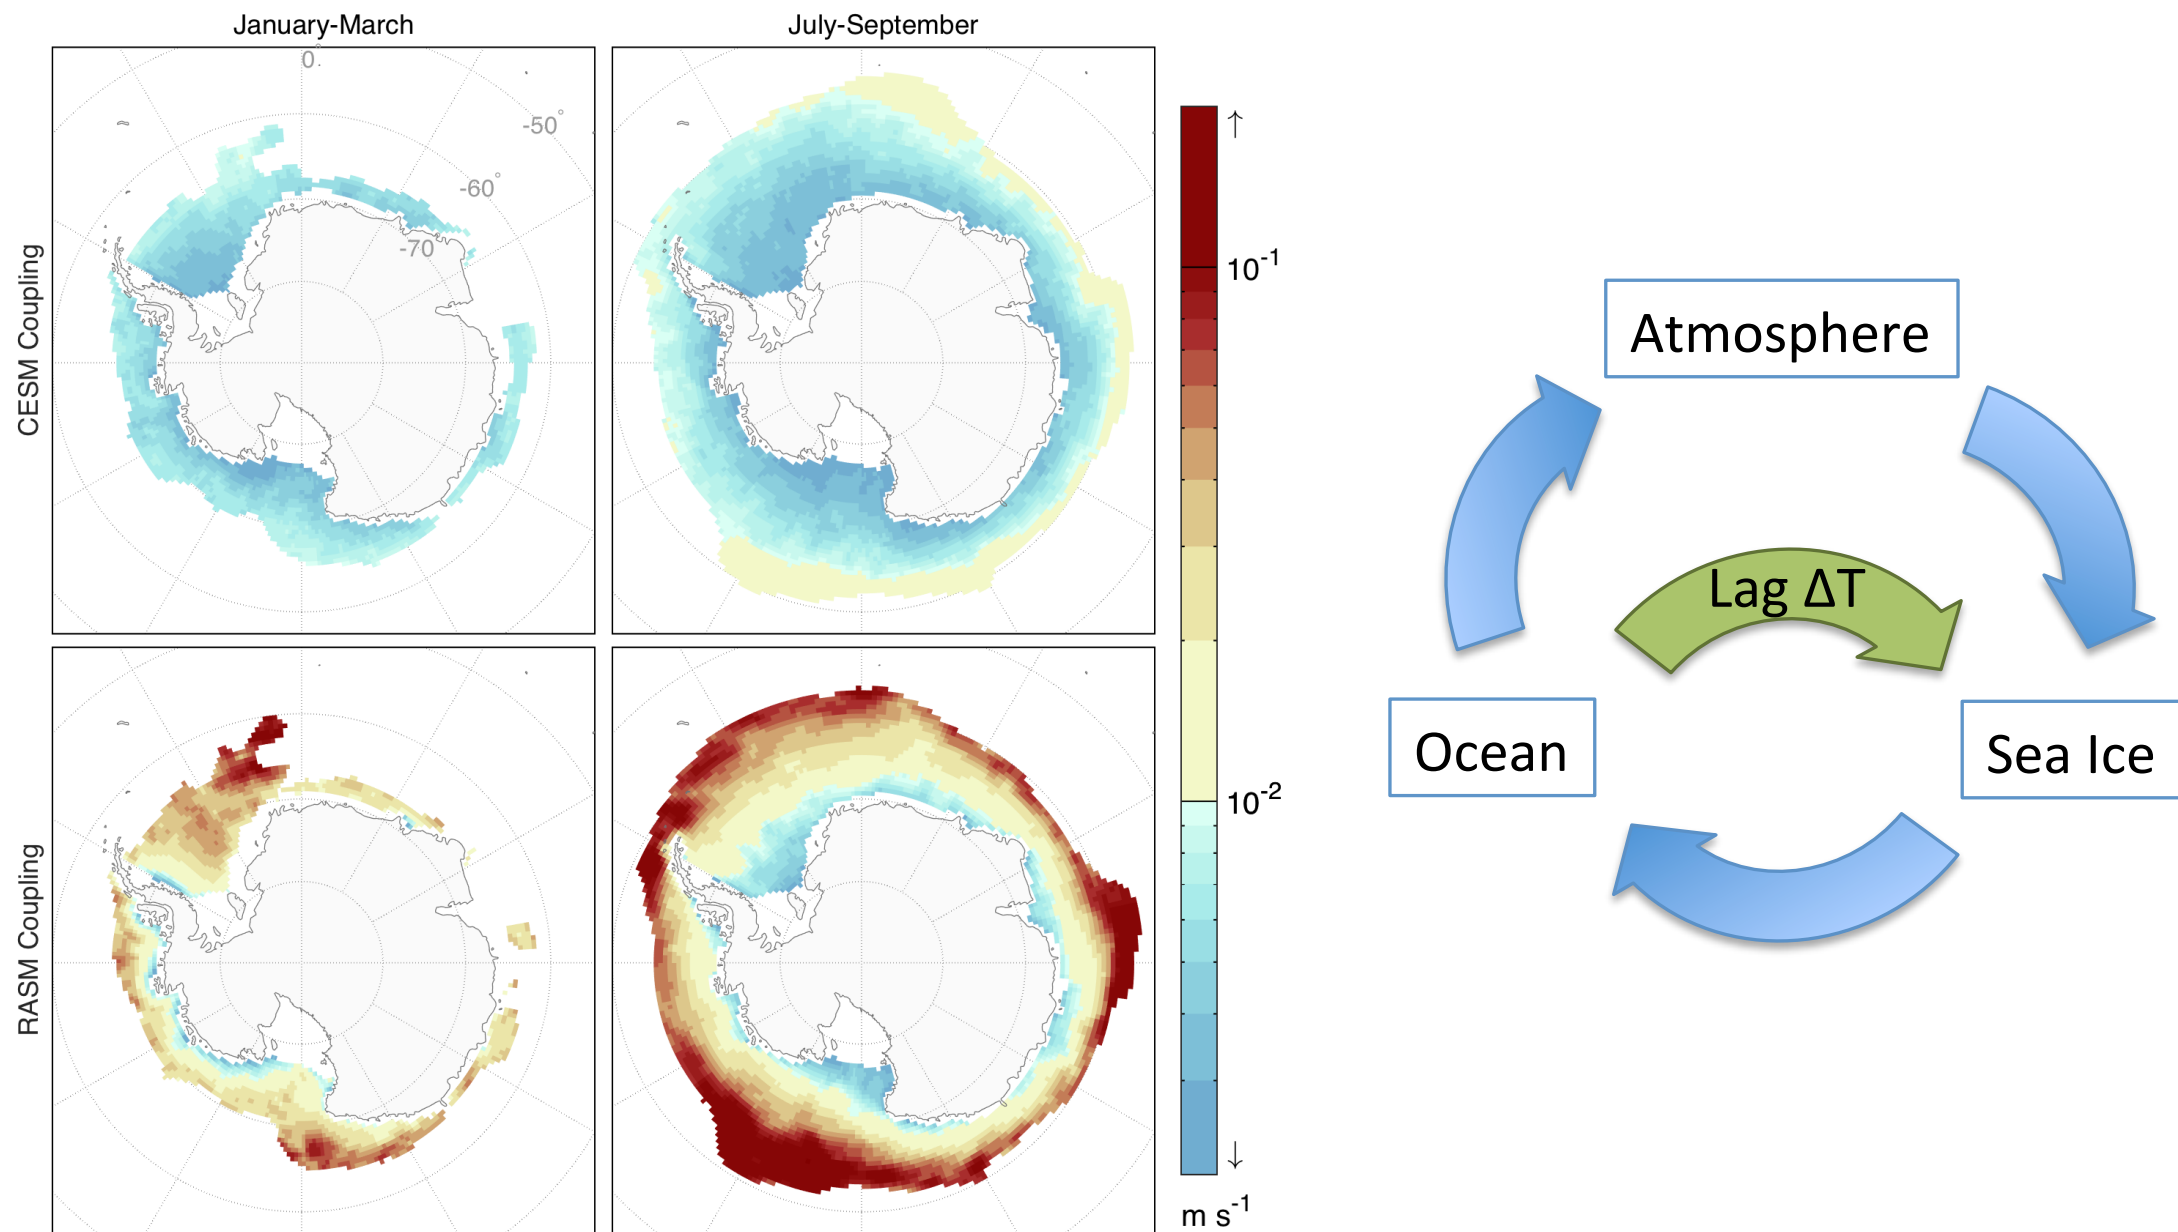 January-March
July-September
CESM Coupling
0°
-50°
-60°
-70
RASM Coupling
↑
10⁻¹
10⁻²
↓
m s⁻¹
Atmosphere
Lag ΔT
Ocean
Sea Ice